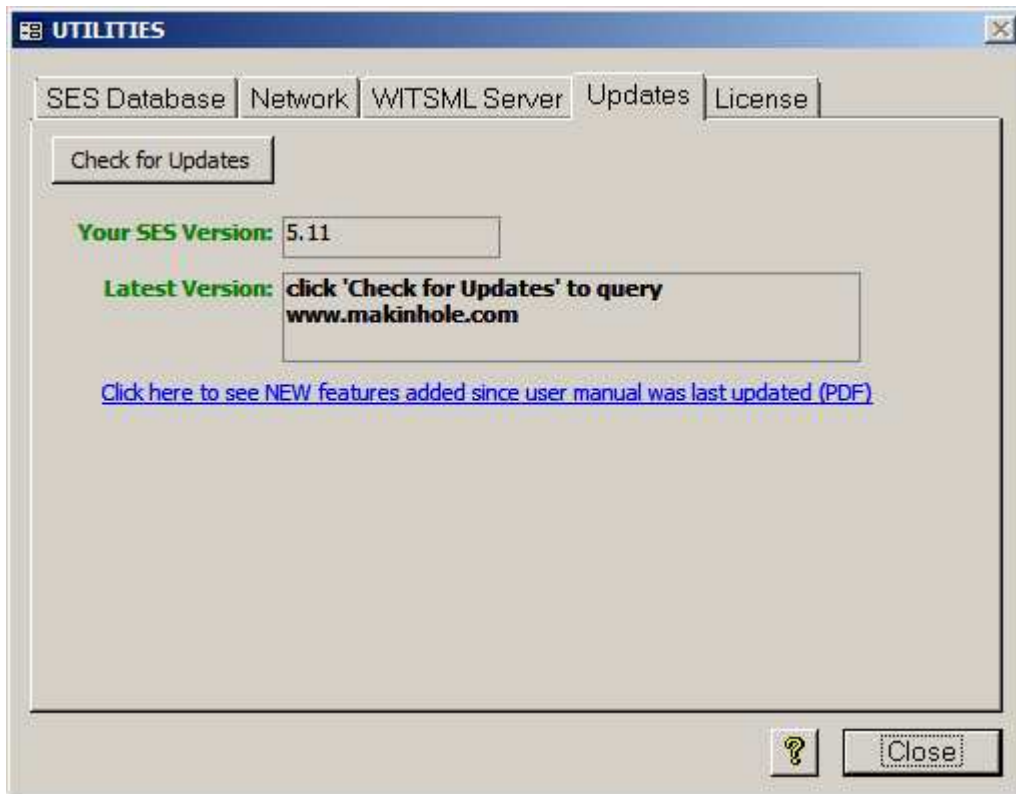 UTILITIES
SES Database Network WITSML Server Updates License
Check for Updates
Your SES Version: 5.11
Latest Version: click 'Check for Updates' to query
www.makinhole.com
Click here to see NEW features added since user manual was last updated (PDF)
? Close